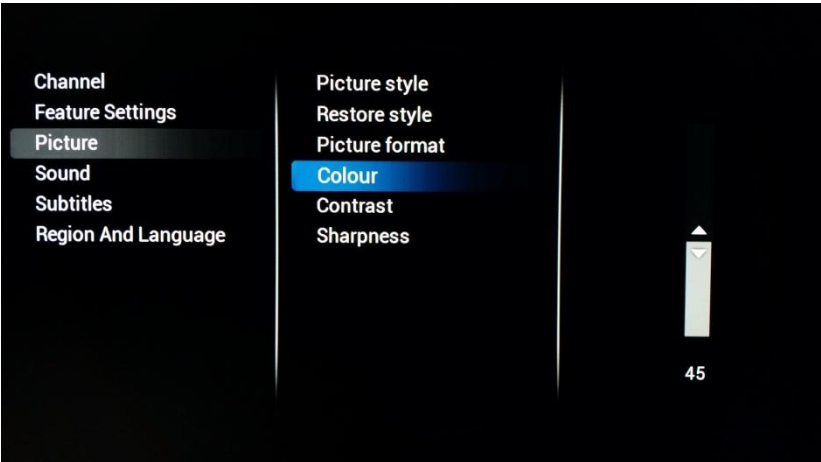 Channel
Feature Settings
Picture
Sound
Subtitles
Region And Language
Picture style
Restore style
Picture format
Colour
Contrast
Sharpness
45